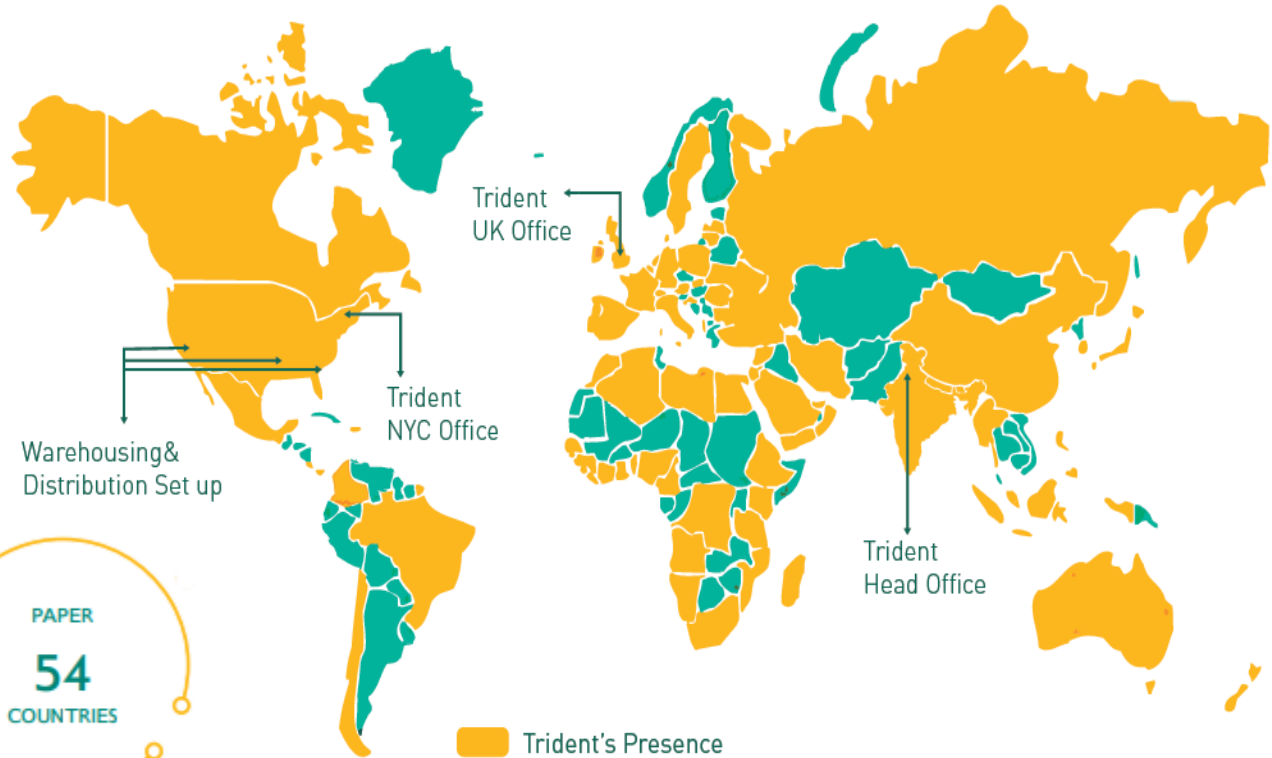 Trident
UK Office
Trident
NYC Office
Warehousing&
Distribution Set up
Trident
Head Office
PAPER
54
COUNTRIES
Trident's Presence